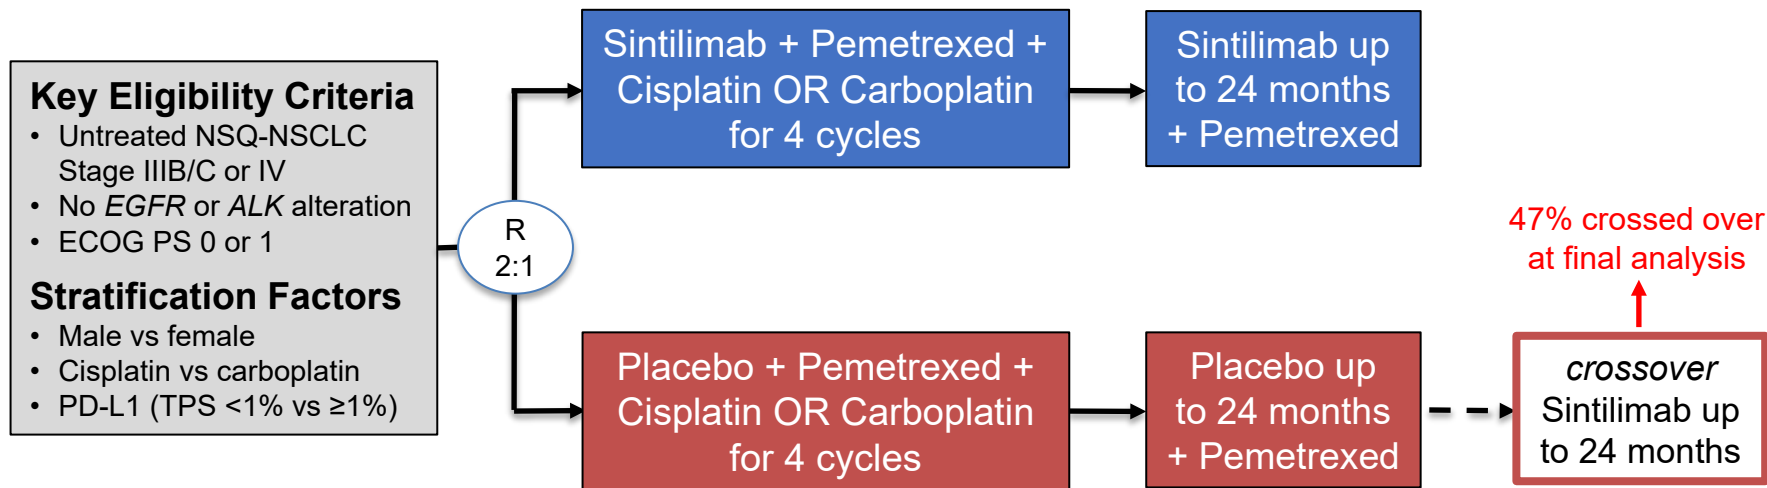 Key Eligibility Criteria
• Untreated NSQ-NSCLC
Stage IIIB/C or IV
• No EGFR or ALK alteration
• ECOG PS 0 or 1
Stratification Factors
• Male vs female
• Cisplatin vs carboplatin
• PD-L1 (TPS <1% vs ≥1%)
R
2:1
Sintilimab + Pemetrexed +
Cisplatin OR Carboplatin
for 4 cycles
Sintilimab up
to 24 months
+ Pemetrexed
Placebo + Pemetrexed +
Cisplatin OR Carboplatin
for 4 cycles
Placebo up
to 24 months
+ Pemetrexed
47% crossed over
at final analysis
crossover
Sintilimab up
to 24 months